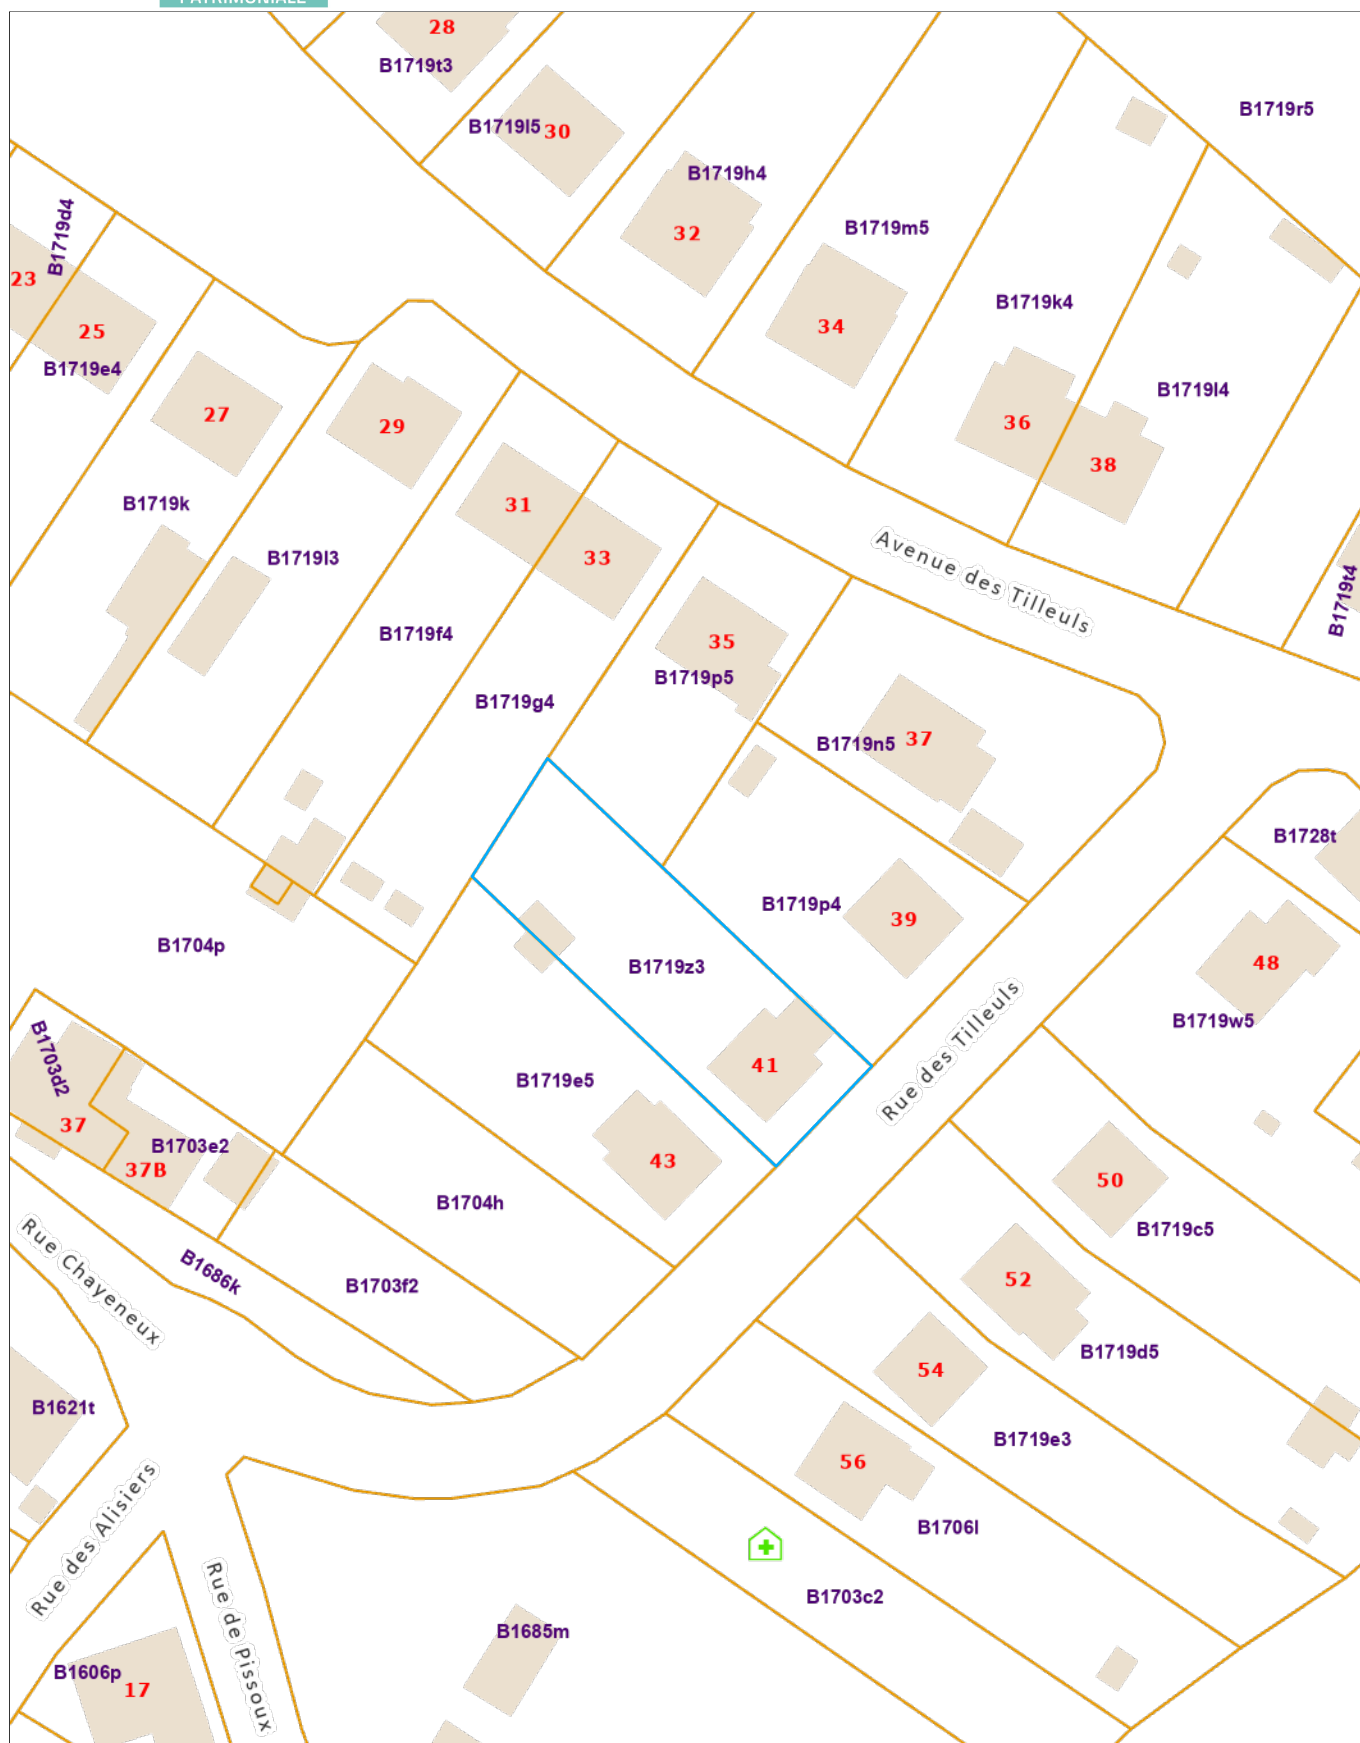 PATRIMONIALE
28
B1719t3
B1719r5
B1719l5
30
B1719h4
B1719d4
B1719m5
32
23
B1719k4
25
34
B1719e4
B1719l4
27
29
36
38
B1719k
31
Avenue des Tilleuls
B1719l3
33
B1719t4
B1719f4
35
B1719p5
B1719g4
B1719n5
37
B1728t
B1719p4
39
B1704p
48
B1719z3
B1719w5
Rue des Tilleuls
B1703d2
41
B1719e5
37
B1703e2
43
37B
50
B1704h
B1719c5
Rue Chayeneux
B1686k
B1703f2
52
B1719d5
54
B1621t
B1719e3
56
Rue des Alisiers
B1706l
B1703c2
Rue de Pissoux
B1685m
B1606p
17